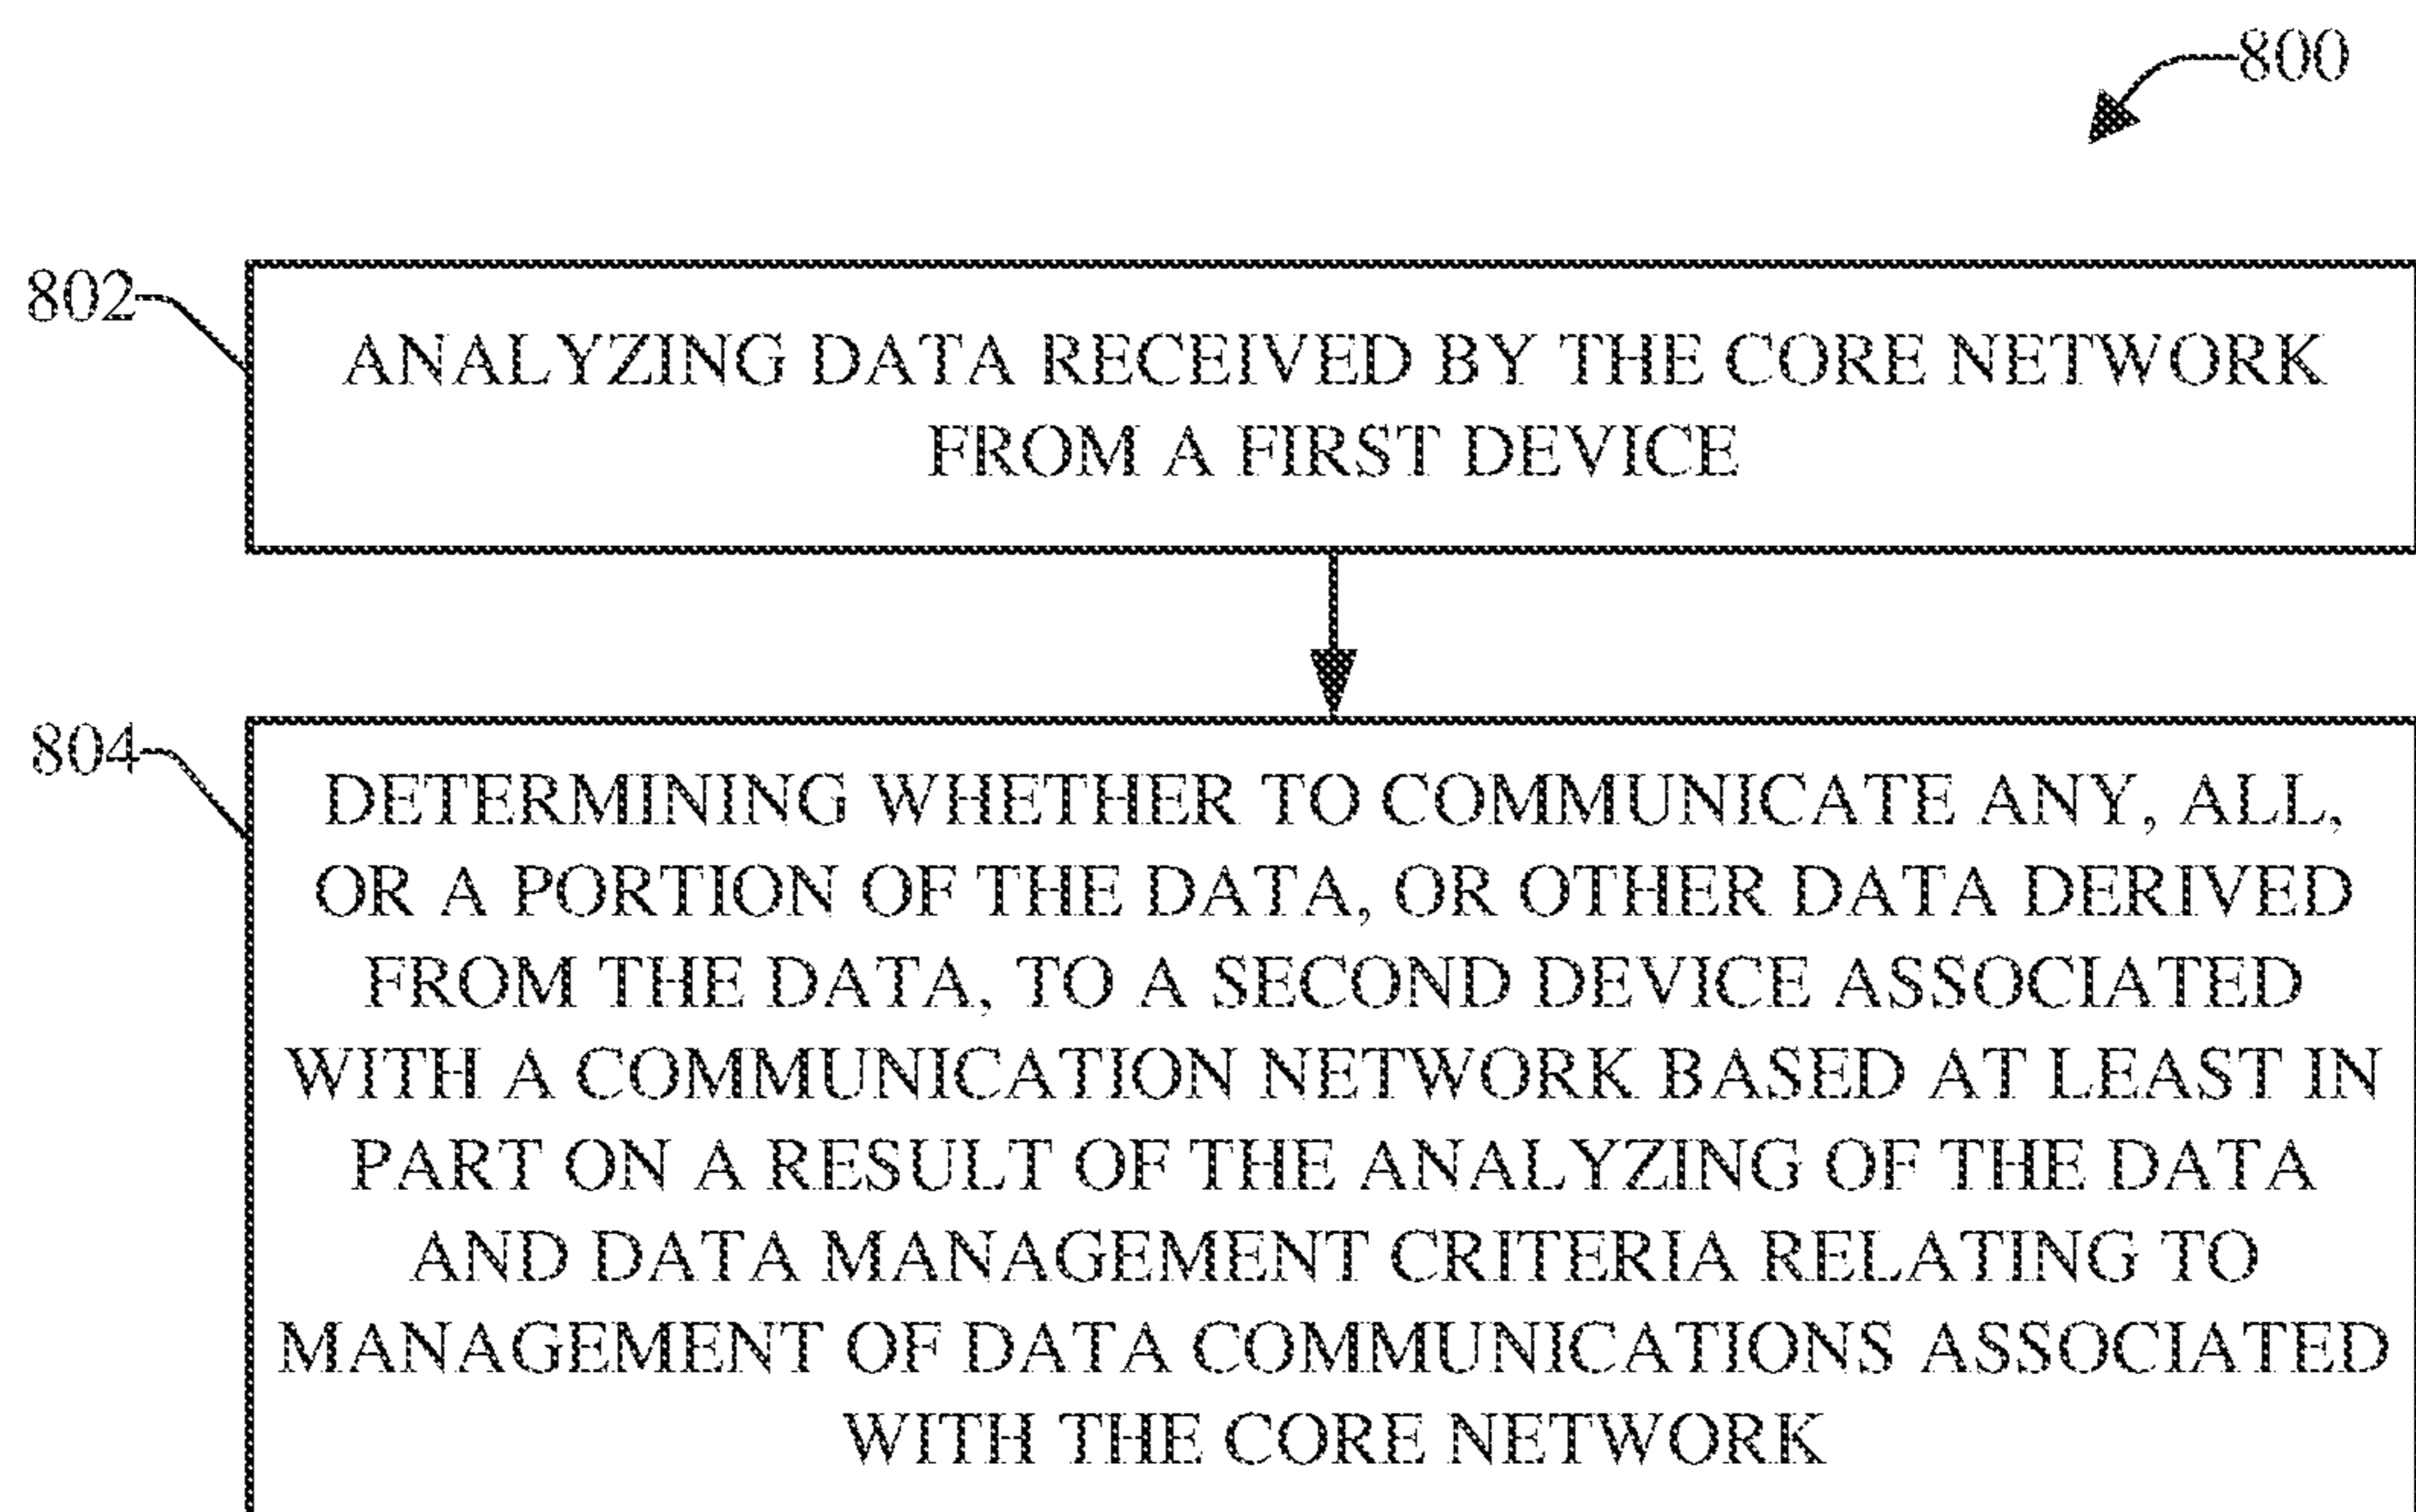 800
802
ANALYZING DATA RECEIVED BY THE CORE NETWORK
FROM A FIRST DEVICE
804
DETERMINING WHETHER TO COMMUNICATE ANY, ALL,
OR A PORTION OF THE DATA, OR OTHER DATA DERIVED
FROM THE DATA, TO A SECOND DEVICE ASSOCIATED
WITH A COMMUNICATION NETWORK BASED AT LEAST IN
PART ON A RESULT OF THE ANALYZING OF THE DATA
AND DATA MANAGEMENT CRITERIA RELATING TO
MANAGEMENT OF DATA COMMUNICATIONS ASSOCIATED
WITH THE CORE NETWORK